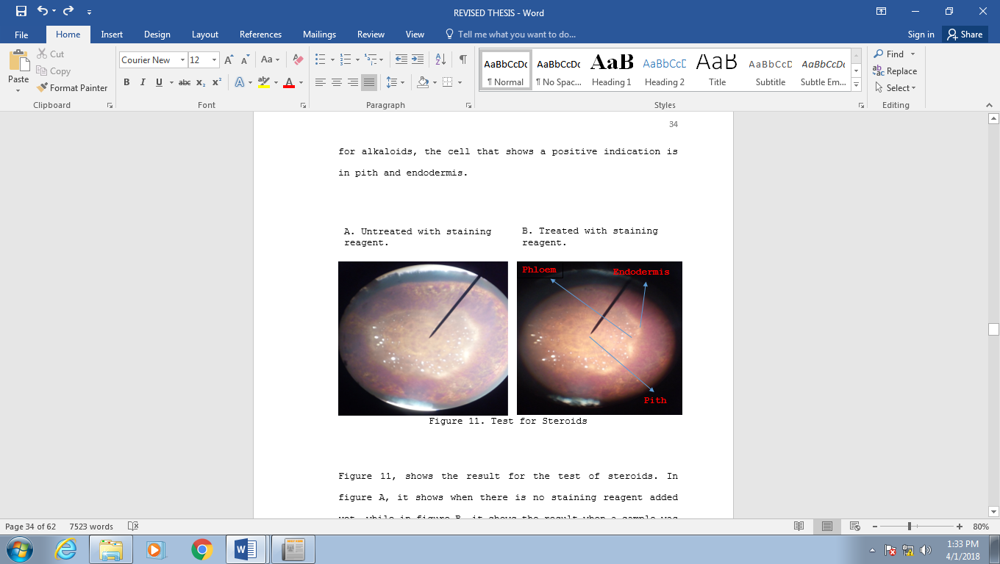 REVISED THESIS - Word
File Home Insert Design Layout References Mailings Review View Tell me what you want to do... Sign in Share
Paste
Cut
Copy
Format Painter
Clipboard
Courier New 12
Aa
B I U abc x₂ x² A A
Font
Paragraph
AaBbCcDc AaBbCcDc AaB AaBbCcD AaB AaBbCcD AaBbCcDc
¶ Normal ¶ No Spac... Heading 1 Heading 2 Title Subtitle Subtle Em...
Styles
Find
Replace
Select
Editing
34
for alkaloids, the cell that shows a positive indication is
in pith and endodermis.
A. Untreated with staining
reagent.
B. Treated with staining
reagent.
Phloem
Endodermis
Pith
Figure 11. Test for Steroids
Figure 11, shows the result for the test of steroids. In
figure A, it shows when there is no staining reagent added
yet, while in figure B, it shows the result when a sample was
Page 34 of 62 7523 words 80%
1:33 PM
4/1/2018